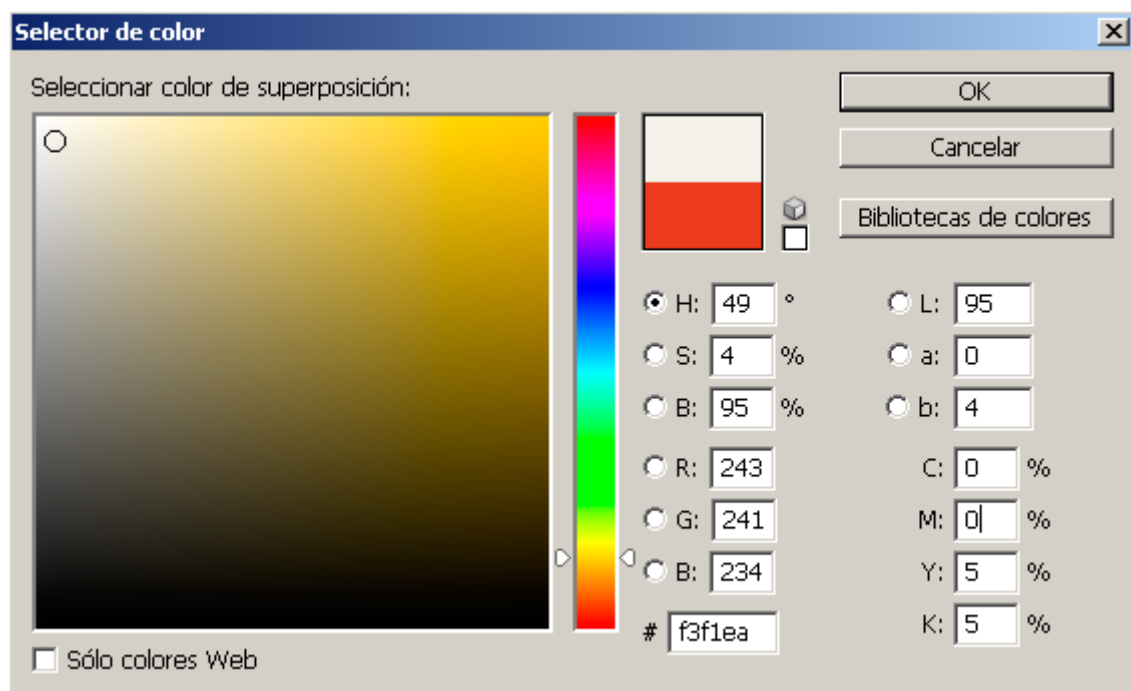 Selector de color
Seleccionar color de superposición:
OK
Cancelar
Bibliotecas de colores
H: 49 ° L: 95
S: 4 % a: 0
B: 95 % b: 4
R: 243 C: 0 %
G: 241 M: 0 %
B: 234 Y: 5 %
# f3f1ea K: 5 %
Sólo colores Web